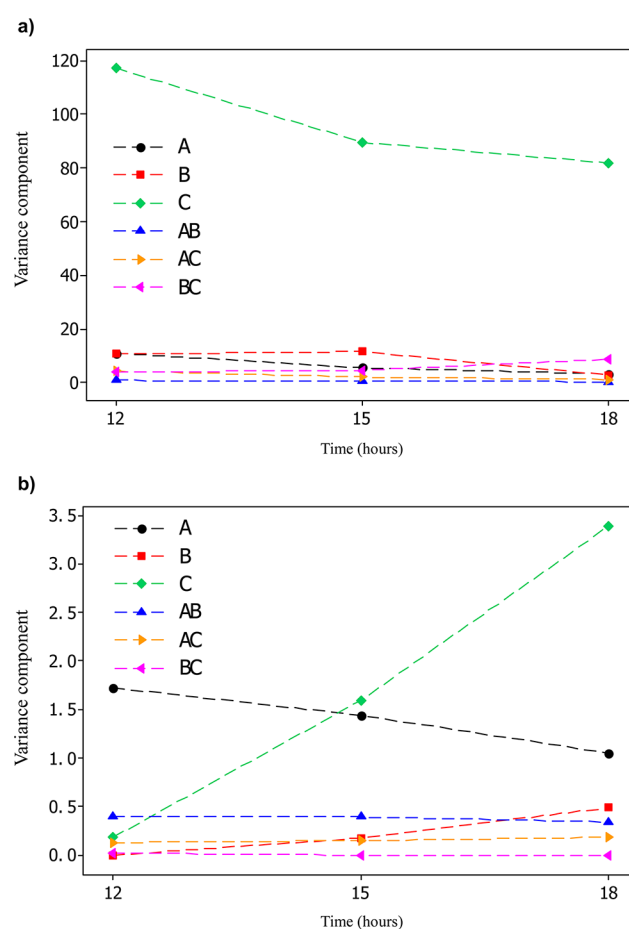 a)
120
100
80
60
40
20
0
Variance component
A
B
C
AB
AC
BC
12 15 18
Time (hours)
b)
3.5
3.0
2.5
2.0
1.5
1.0
0.5
0.0
Variance component
A
B
C
AB
AC
BC
12 15 18
Time (hours)